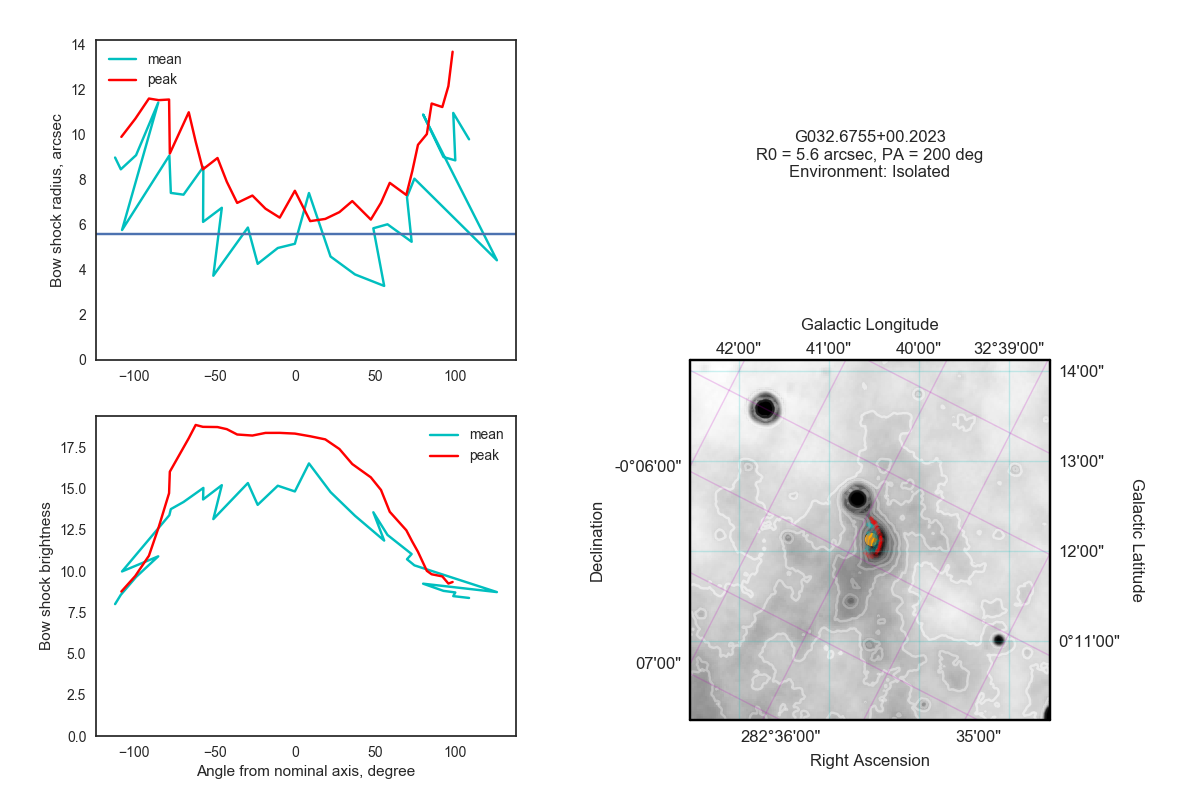 14
12
10
8
6
4
2
0
Bow shock radius, arcsec
mean
peak
−100
−50
0
50
100
17.5
15.0
12.5
10.0
7.5
5.0
2.5
0.0
Bow shock brightness
mean
peak
−100
−50
0
50
100
Angle from nominal axis, degree
G032.6755+00.2023
R0 = 5.6 arcsec, PA = 200 deg
Environment: Isolated
Galactic Longitude
42'00" 41'00" 40'00" 32°39'00"
14'00"
13'00"
12'00"
0°11'00"
Galactic Latitude
-0°06'00"
07'00"
Declination
282°36'00" 35'00"
Right Ascension